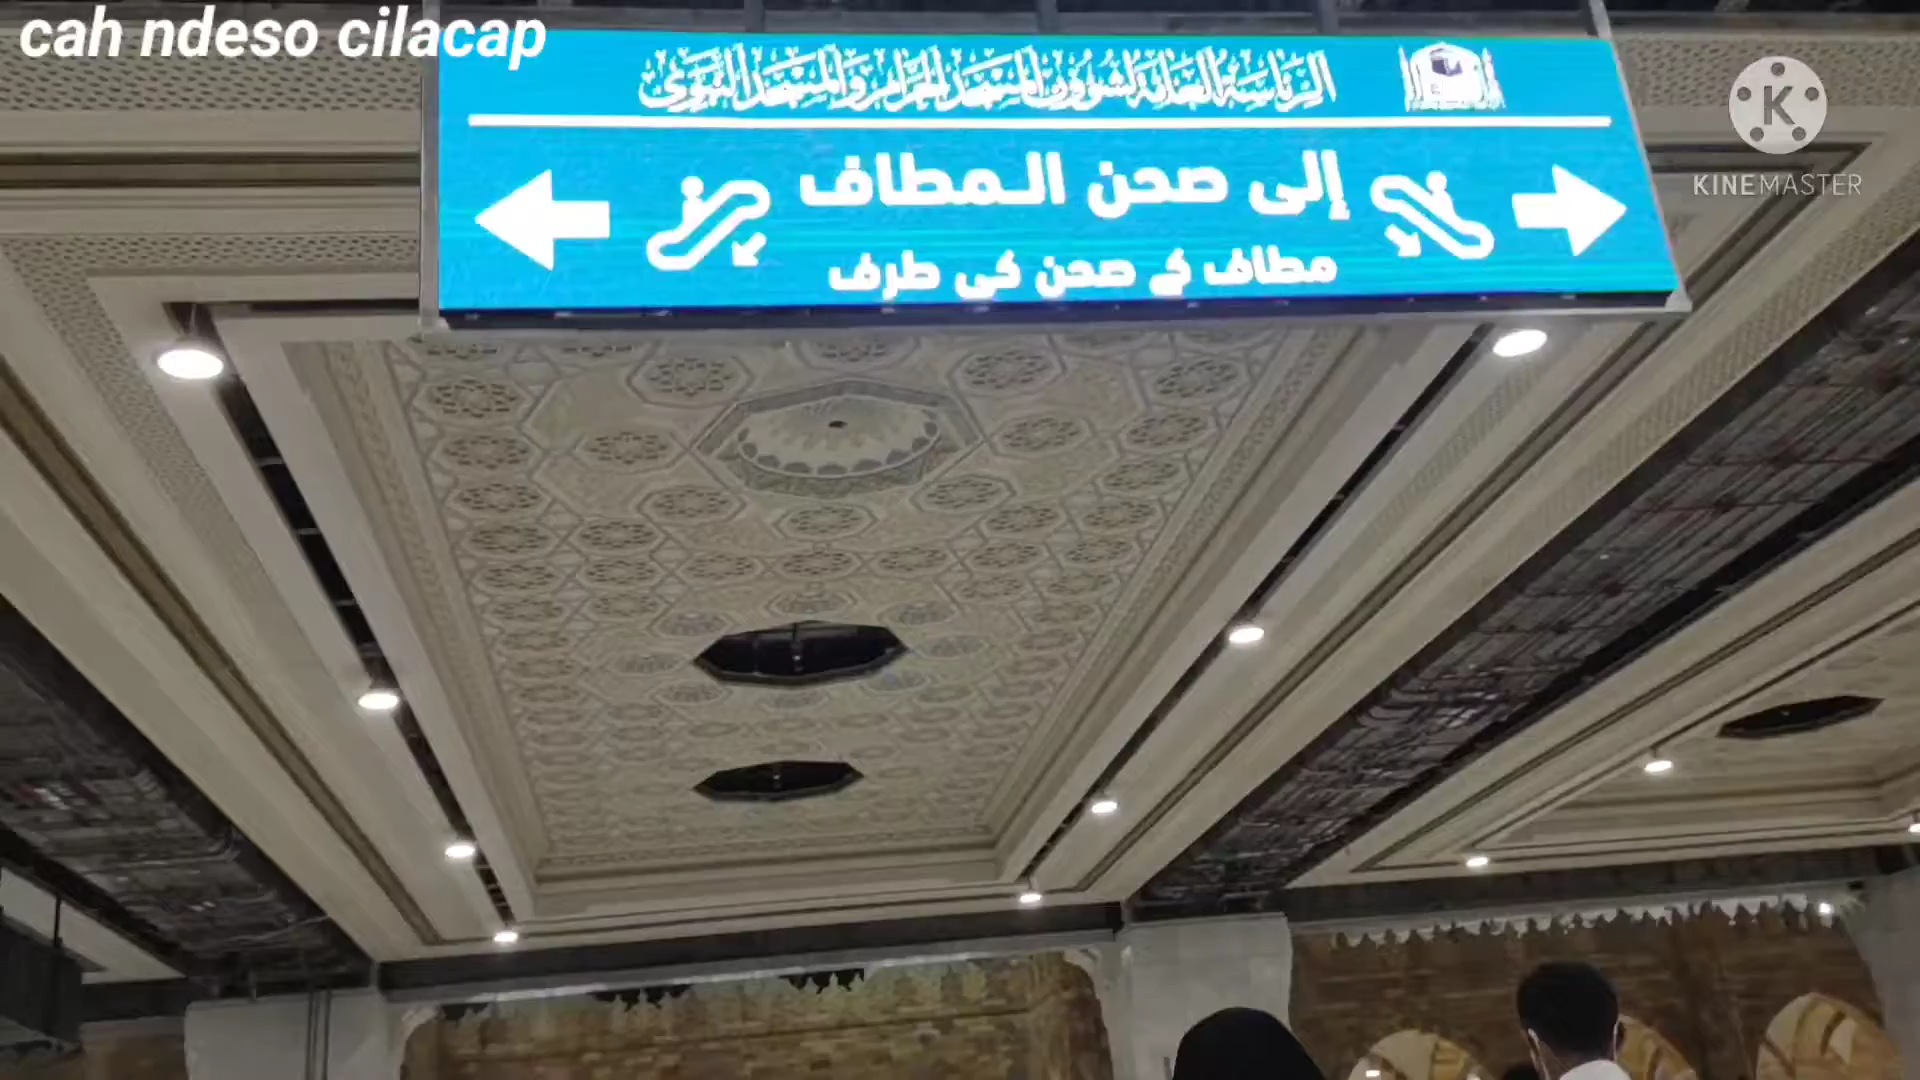 cah ndeso cilacap
الرئاسة العامة لشؤون المسجد الحرام والمسجد النبوي
إلى صحن المطاف
مطاف کے صحن کی طرف
K
KINEMASTER